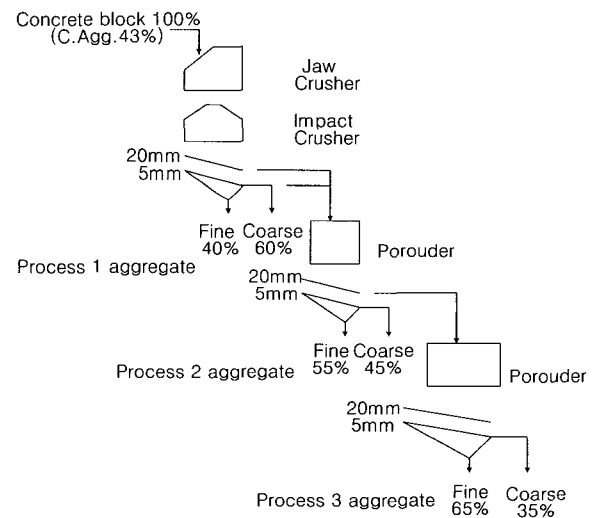 Concrete block 100%
(C.Agg.43%)
Jaw
Crusher
Impact
Crusher
20mm
5mm
Fine Coarse
40% 60%
Porouder
Process 1 aggregate
20mm
5mm
Fine Coarse
55% 45%
Process 2 aggregate
Porouder
20mm
5mm
Process 3 aggregate
Fine Coarse
65% 35%